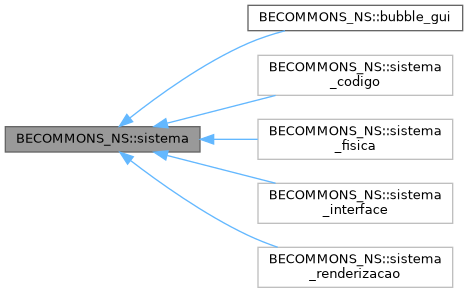 BECOMMONS_NS::bubble_gui
BECOMMONS_NS::sistema
_codigo
BECOMMONS_NS::sistema
BECOMMONS_NS::sistema
_fisica
BECOMMONS_NS::sistema
_interface
BECOMMONS_NS::sistema
_renderizacao